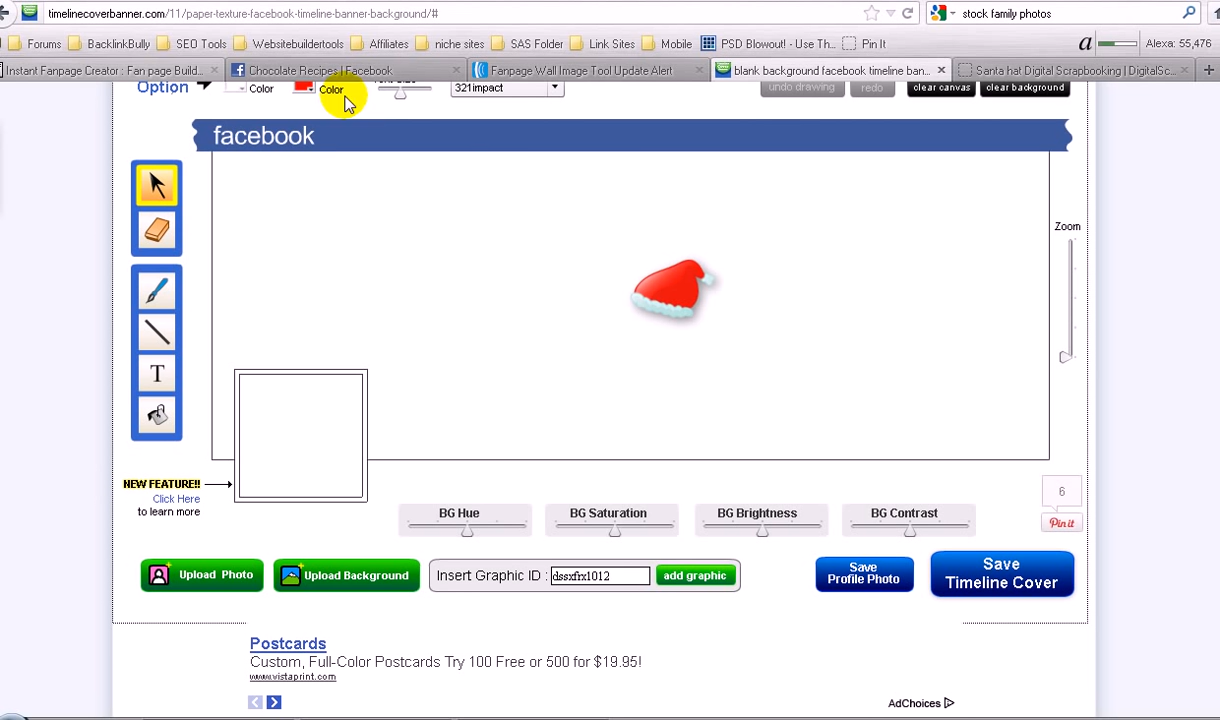 timelinecoverbanner.com/11/paper-texture-facebook-timeline-banner-background/#
stock family photos
Forums BacklinkBully SEO Tools Websitebuildertools Affiliates niche sites SAS Folder Link Sites Mobile PSD Blowout! - Use Th... Pin It a Alexa: 55,476
Instant Fanpage Creator : Fan page Build... Chocolate Recipes | Facebook Fanpage Wall Image Tool Update Alert blank background facebook timeline ban... Santa hat Digital Scrapbooking | DigitalSc...
Option Color Color 321impact undo drawing redo clear canvas clear background
facebook
Zoom
T
NEW FEATURE!!
Click Here
to learn more
6
Pin it
BG Hue BG Saturation BG Brightness BG Contrast
Upload Photo Upload Background Insert Graphic ID : dssxfrx1012 add graphic
Save
Profile Photo
Save
Timeline Cover
Postcards
Custom, Full-Color Postcards Try 100 Free or 500 for $19.95!
www.vistaprint.com
AdChoices